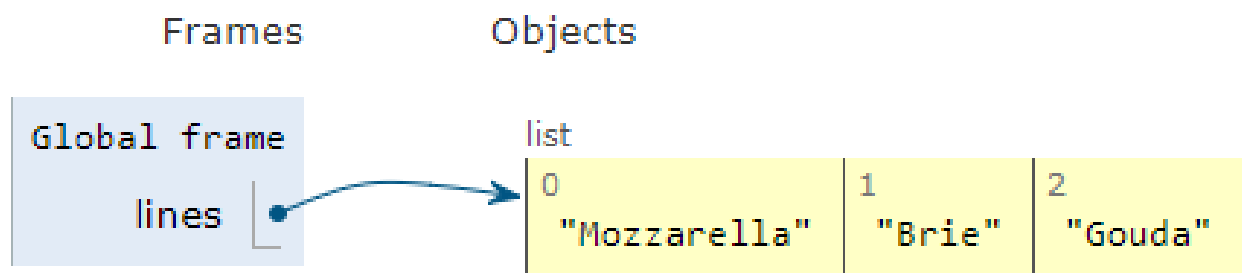 Frames Objects
Global frame
list
lines
0 1 2
"Mozzarella" "Brie" "Gouda"